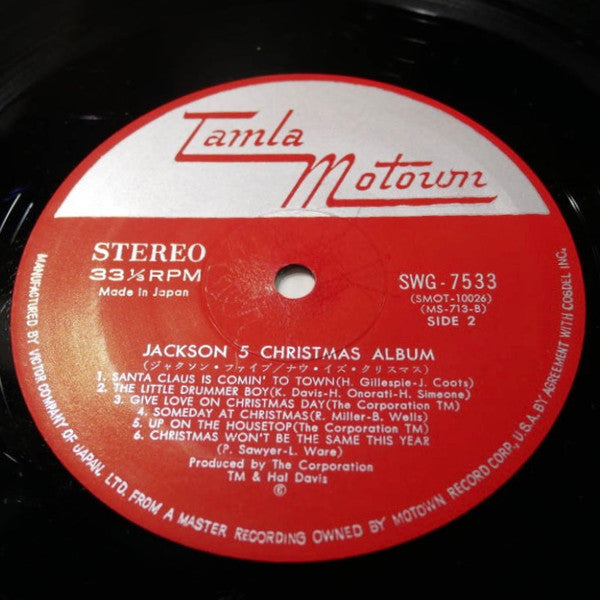 Tamla
Motown
STEREO
33⅓ RPM
Made in Japan
SWG-7533
(SMOT-10026)
(MS-713-B)
SIDE 2
JACKSON 5 CHRISTMAS ALBUM
(ジャクソン・ファイブ/ナウ・イズ・クリスマス)
1. SANTA CLAUS IS COMIN' TO TOWN(H. Gillespie-J. Coots)
2. THE LITTLE DRUMMER BOY(K. Davis-H. Onorati-H. Simeone)
3. GIVE LOVE ON CHRISTMAS DAY(The Corporation TM)
4. SOMEDAY AT CHRISTMAS(R. Miller-B. Wells)
5. UP ON THE HOUSETOP(The Corporation TM)
6. CHRISTMAS WON'T BE THE SAME THIS YEAR
(P. Sawyer-L. Ware)
Produced by The Corporation
TM & Hal Davis
Ⓟ
MANUFACTURED BY VICTOR COMPANY OF JAPAN, LTD. FROM A MASTER RECORDING OWNED BY MOTOWN RECORD CORP., U.S.A. BY AGREEMENT WITH COGDEL INC.